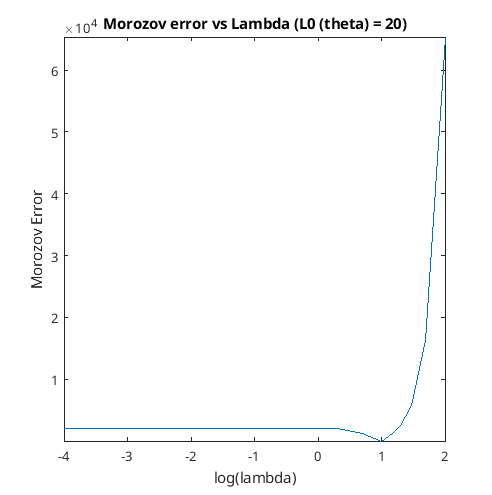 ×10⁴
Morozov error vs Lambda (L0 (theta) = 20)
6
5
4
3
2
1
Morozov Error
-4 -3 -2 -1 0 1 2
log(lambda)